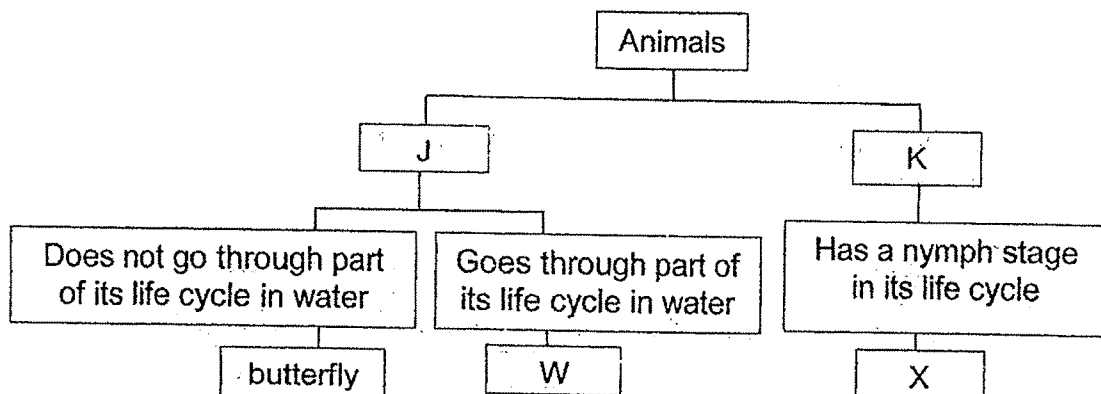 Animals
J
K
Does not go through part
of its life cycle in water
Goes through part of
its life cycle in water
Has a nymph stage
in its life cycle
butterfly
W
X